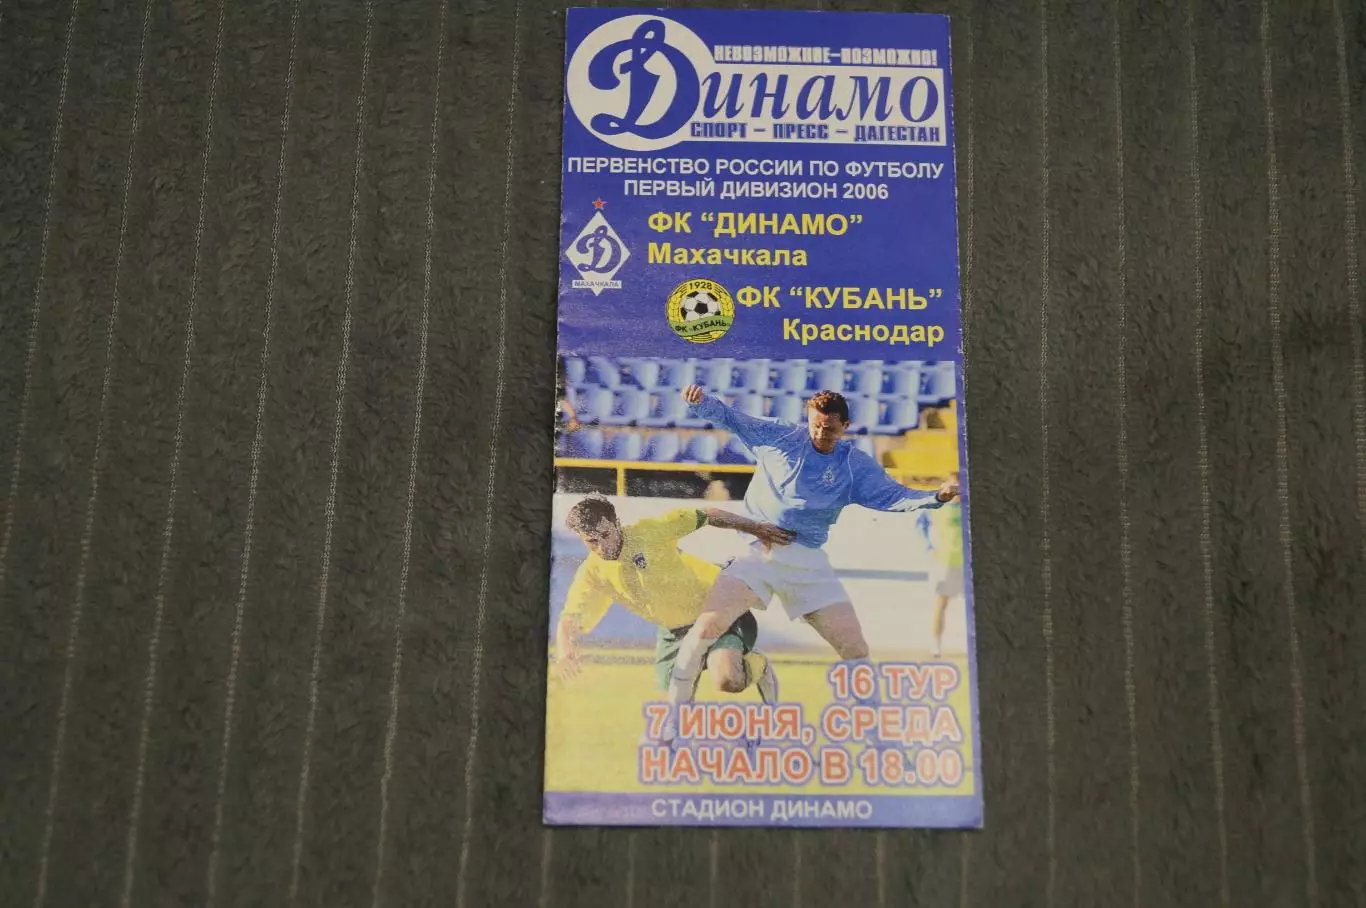 НЕВОЗМОЖНОЕ-ВОЗМОЖНО!
Динамо
СПОРТ – ПРЕСС – ДАГЕСТАН
ПЕРВЕНСТВО РОССИИ ПО ФУТБОЛУ
ПЕРВЫЙ ДИВИЗИОН 2006
ФК “ДИНАМО”
Махачкала
Д
МАХАЧКАЛА
1928
ФК «КУБАНЬ»
ФК “КУБАНЬ”
Краснодар
16 ТУР
7 ИЮНЯ, СРЕДА
НАЧАЛО В 18.00
СТАДИОН ДИНАМО